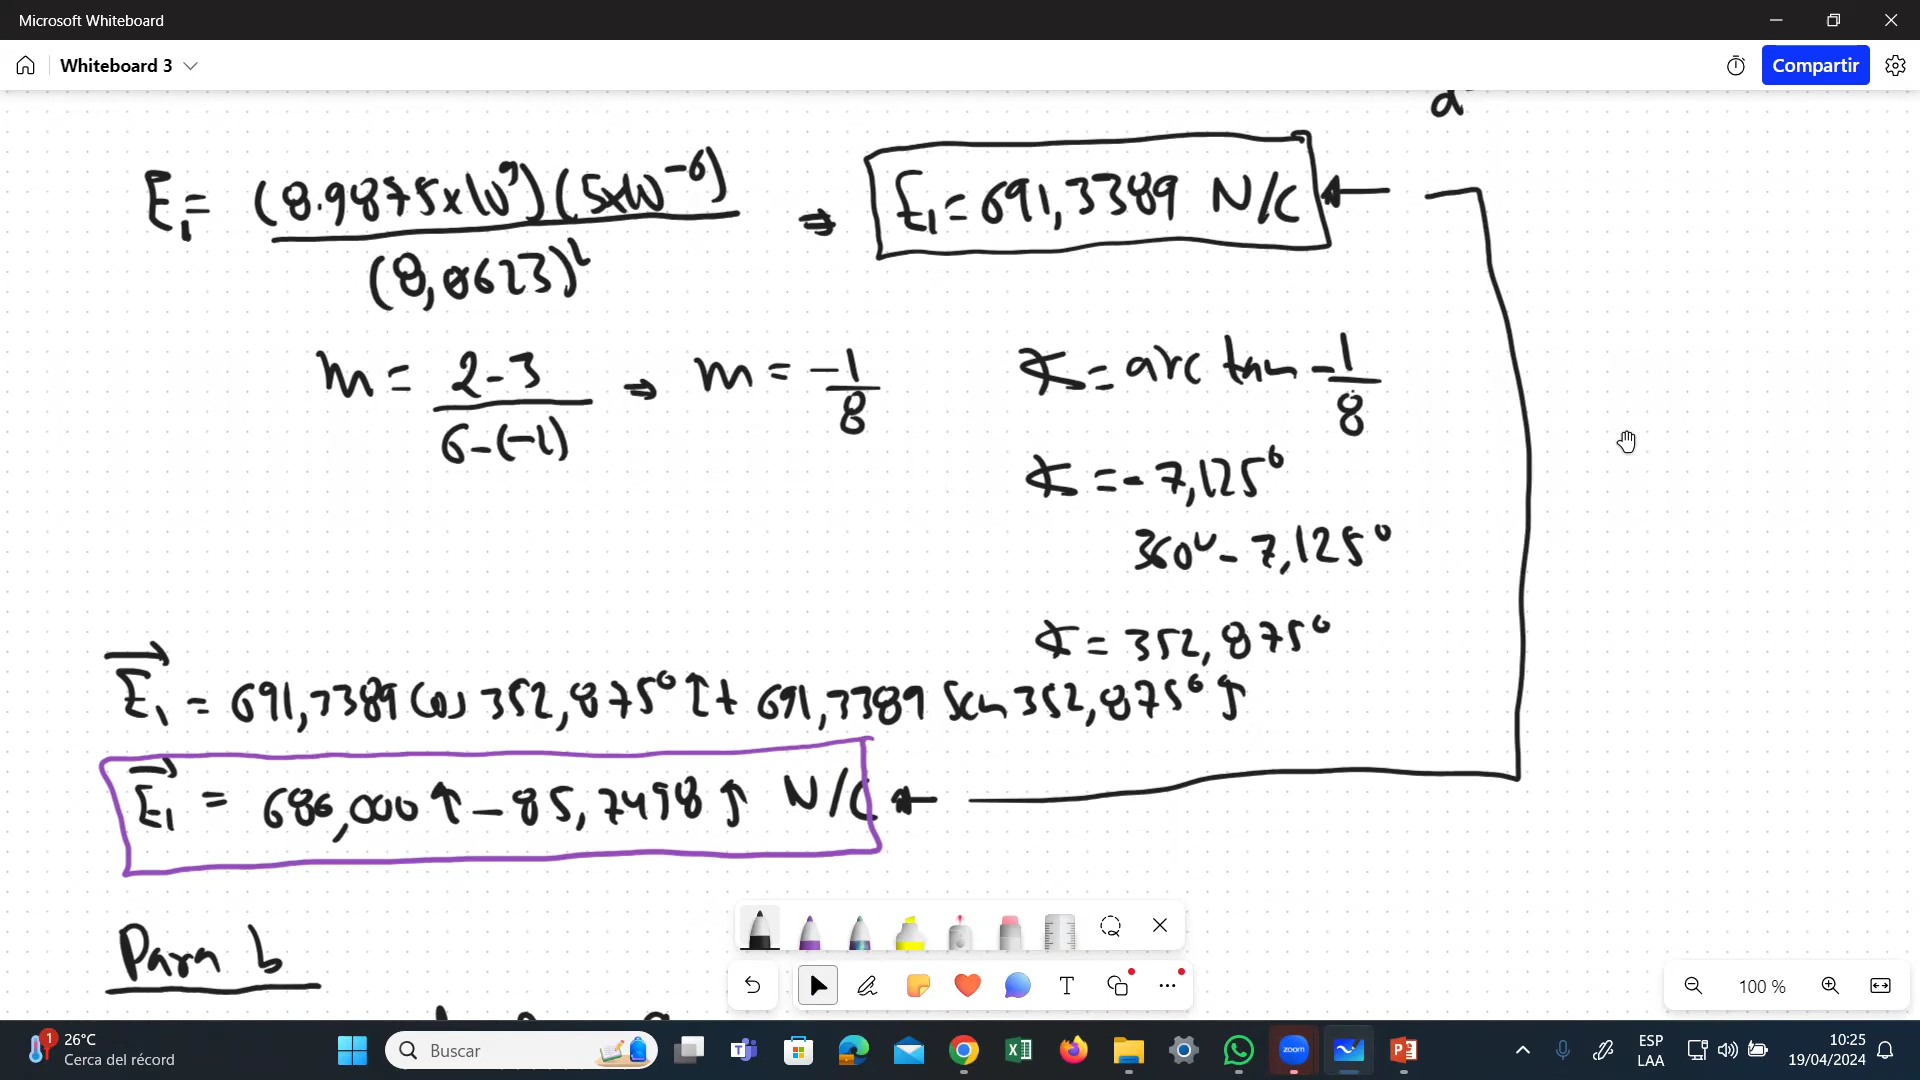 Microsoft Whiteboard
Whiteboard 3
Compartir
d
E₁ = (8.9875x10⁹)(5x10⁻⁶) / (8,0623)² ⇒ E₁ = 691,3389 N/C
m = 2-3 / 6-(-1) → m = -1/8
∡ = arc tan -1/8
∡ = -7,125°
360° - 7,125°
∡ = 352,875°
E₁ = 691,3389 Cos 352,875° î + 691,3389 Sen 352,875° ĵ
E₁ = 686,000 î - 85,7498 ĵ N/C
Para b
100 %
1
26°C
Cerca del récord
Buscar
zoom
ESP
LAA
10:25
19/04/2024